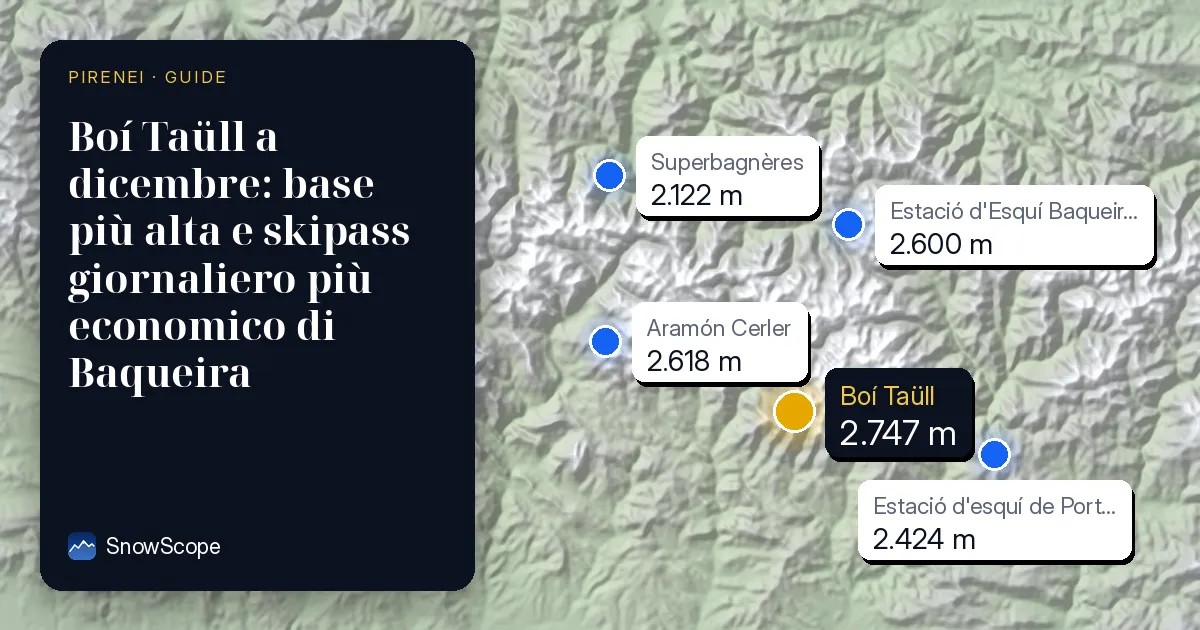 PIRENEI · GUIDE
Boí Taüll a
dicembre: base
più alta e skipass
giornaliero più
economico di
Baqueira
SnowScope
Superbagnères
2.122 m
Estació d'Esquí Baqueir...
2.600 m
Aramón Cerler
2.618 m
Boí Taüll
2.747 m
Estació d'esquí de Port...
2.424 m